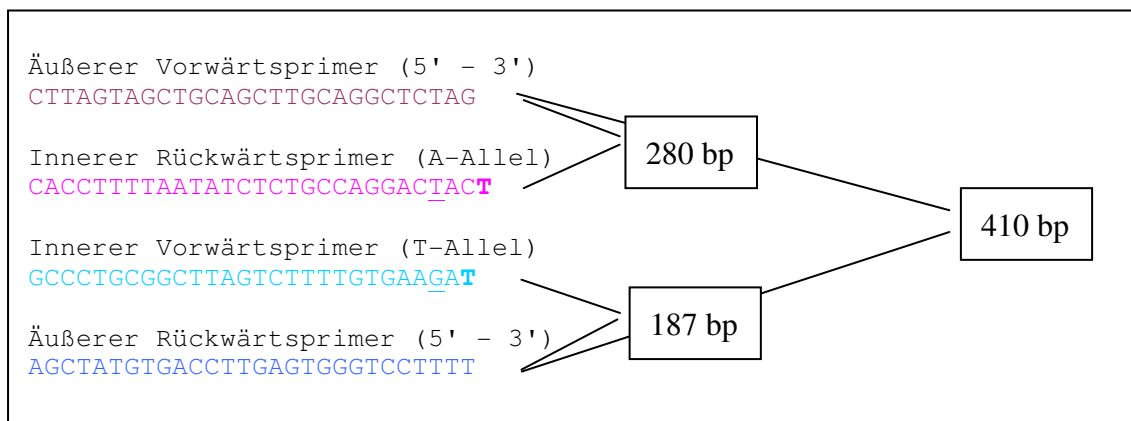 Äußerer Vorwärtsprimer (5' - 3')
CTTAGTAGCTGCAGCTTGCAGGCTCTAG
Innerer Rückwärtsprimer (A-Allel)
CACCTTTTAATATCTCTGCCAGGACTACT
280 bp
410 bp
Innerer Vorwärtsprimer (T-Allel)
GCCCTGCGGCTTAGTCTTTTGTGAAGAT
187 bp
Äußerer Rückwärtsprimer (5' - 3')
AGCTATGTGACCTTGAGTGGGTCCTTTT